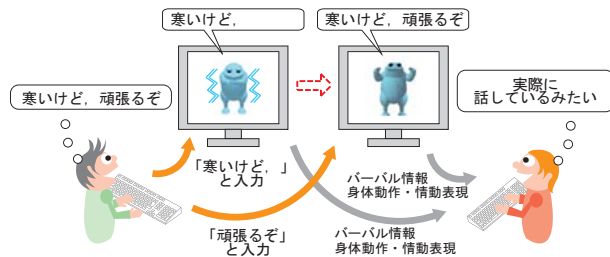 寒いけど,
寒いけど,頑張るぞ
寒いけど,頑張るぞ
実際に
話しているみたい
「寒いけど,」
と入力
バーバル情報
身体動作・情動表現
「頑張るぞ」
と入力
バーバル情報
身体動作・情動表現